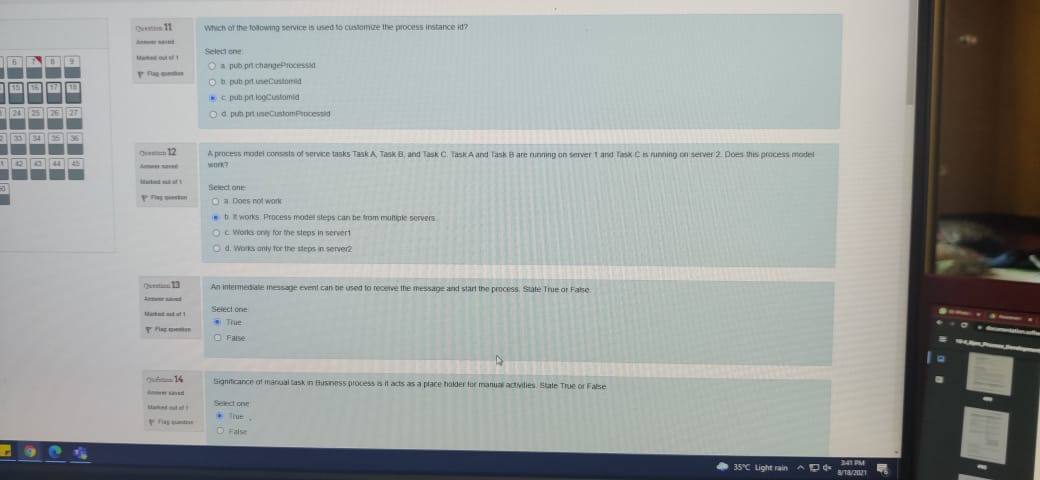 6 7 8 9
15 16 17 18
24 25 26 27
33 34 35 36
42 43 44 45
Question 11
Answer saved
Marked out of 1
Flag question
Which of the following service is used to customize the process instance id?
Select one:
a. pub.prt:changeProcessId
b. pub.prt:useCustomId
c. pub.prt:logCustomId
d. pub.prt:useCustomProcessId
Question 12
Answer saved
Marked out of 1
Flag question
A process model consists of service tasks Task A, Task B, and Task C. Task A and Task B are running on server 1 and Task C is running on server 2. Does this process model
work?
Select one:
a. Does not work
b. It works. Process model steps can be from multiple servers.
c. Works only for the steps in server1
d. Works only for the steps in server2
Question 13
Answer saved
Marked out of 1
Flag question
An intermediate message event can be used to receive the message and start the process. State True or False.
Select one:
True
False
Question 14
Answer saved
Marked out of 1
Flag question
Significance of manual task in Business process is it acts as a place holder for manual activities. State True or False
Select one:
True
False
35°C Light rain
3:41 PM
8/18/2021